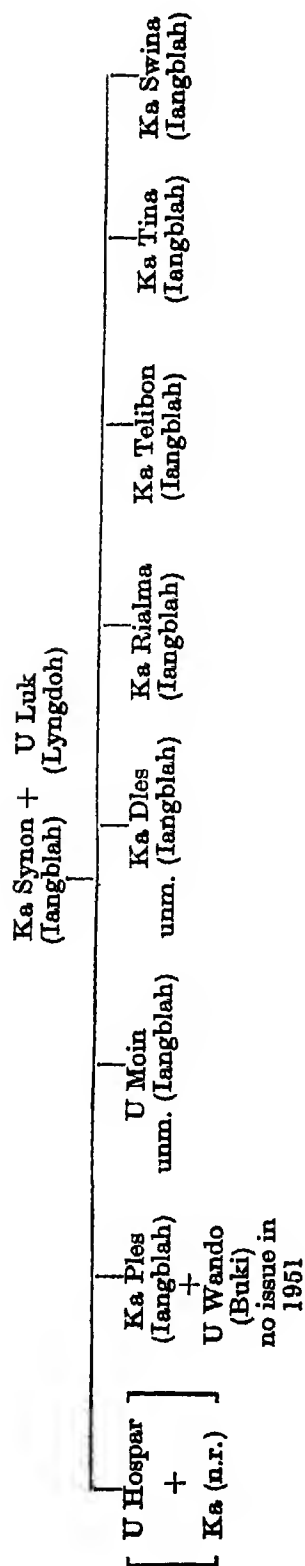 Ka Synon + U Luk
(Iangblah) (Lyngdoh)
[U Hospar
+
Ka (n.r.)]
Ka Ples
(Iangblah)
+
U Wando
(Buki)
no issue in
1951
U Moin
unm. (Iangblah)
Ka Dles
unm. (Iangblah)
Ka Rialma
(Iangblah)
Ka Telibon
(Iangblah)
Ka Tina
(Iangblah)
Ka Swina
(Iangblah)